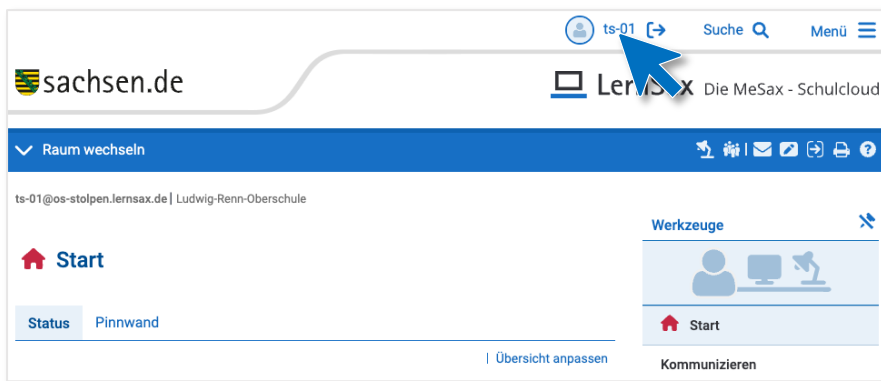 ts-01 Suche Menü
sachsen.de
LernSax Die MeSax - Schulcloud
Raum wechseln
ts-01@os-stolpen.lernsax.de | Ludwig-Renn-Oberschule
Werkzeuge
Start
Status Pinnwand
Start
Übersicht anpassen
Kommunizieren